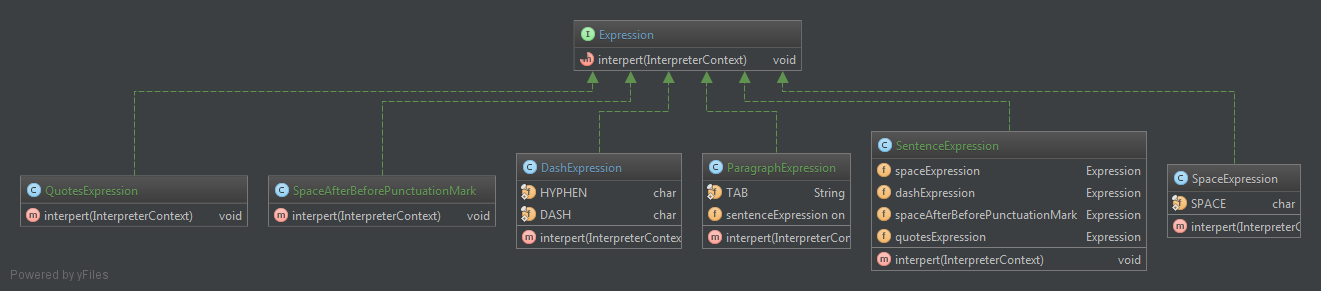 Expression
interpert(InterpreterContext) void
QuotesExpression
interpert(InterpreterContext) void
SpaceAfterBeforePunctuationMark
interpert(InterpreterContext) void
DashExpression
HYPHEN char
DASH char
interpert(InterpreterContex
ParagraphExpression
TAB String
sentenceExpression on
interpert(InterpreterCor
SentenceExpression
spaceExpression Expression
dashExpression Expression
spaceAfterBeforePunctuationMark Expression
quotesExpression Expression
interpert(InterpreterContext) void
SpaceExpression
SPACE char
interpert(InterpreterC
Powered by yFiles